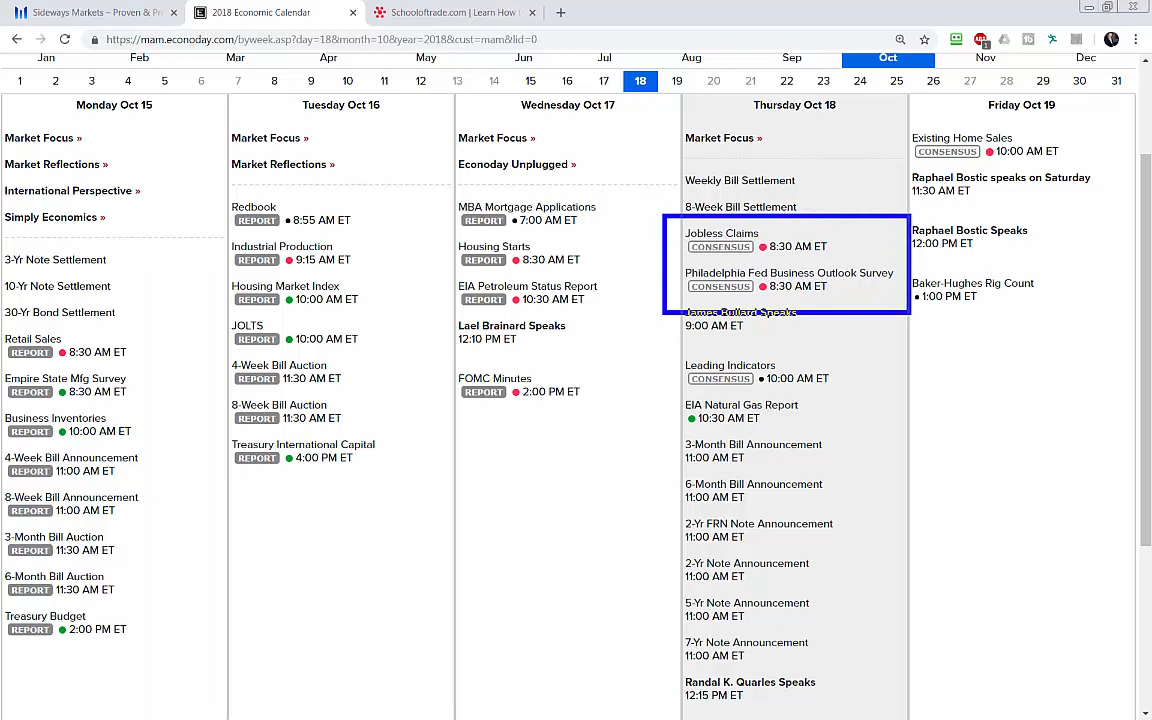 Sideways Markets – Proven & Pr
2018 Economic Calendar
Schooloftrade.com | Learn How
https://mam.econoday.com/byweek.asp?day=18&month=10&year=2018&cust=mam&lid=0
Jan Feb Mar Apr May Jun Jul Aug Sep Oct Nov Dec
1 2 3 4 5 6 7 8 9 10 11 12 13 14 15 16 17 18 19 20 21 22 23 24 25 26 27 28 29 30 31
Monday Oct 15
Market Focus »
Market Reflections »
International Perspective »
Simply Economics »
3-Yr Note Settlement
10-Yr Note Settlement
30-Yr Bond Settlement
Retail Sales
REPORT 8:30 AM ET
Empire State Mfg Survey
REPORT 8:30 AM ET
Business Inventories
REPORT 10:00 AM ET
4-Week Bill Announcement
REPORT 11:00 AM ET
8-Week Bill Announcement
REPORT 11:00 AM ET
3-Month Bill Auction
REPORT 11:30 AM ET
6-Month Bill Auction
REPORT 11:30 AM ET
Treasury Budget
REPORT 2:00 PM ET
Tuesday Oct 16
Market Focus »
Market Reflections »
Redbook
REPORT 8:55 AM ET
Industrial Production
REPORT 9:15 AM ET
Housing Market Index
REPORT 10:00 AM ET
JOLTS
REPORT 10:00 AM ET
4-Week Bill Auction
REPORT 11:30 AM ET
8-Week Bill Auction
REPORT 11:30 AM ET
Treasury International Capital
REPORT 4:00 PM ET
Wednesday Oct 17
Market Focus »
Econoday Unplugged »
MBA Mortgage Applications
REPORT 7:00 AM ET
Housing Starts
REPORT 8:30 AM ET
EIA Petroleum Status Report
REPORT 10:30 AM ET
Lael Brainard Speaks
12:10 PM ET
FOMC Minutes
REPORT 2:00 PM ET
Thursday Oct 18
Market Focus »
Weekly Bill Settlement
8-Week Bill Settlement
Jobless Claims
CONSENSUS 8:30 AM ET
Philadelphia Fed Business Outlook Survey
CONSENSUS 8:30 AM ET
James Bullard Speaks
9:00 AM ET
Leading Indicators
CONSENSUS 10:00 AM ET
EIA Natural Gas Report
10:30 AM ET
3-Month Bill Announcement
11:00 AM ET
6-Month Bill Announcement
11:00 AM ET
2-Yr FRN Note Announcement
11:00 AM ET
2-Yr Note Announcement
11:00 AM ET
5-Yr Note Announcement
11:00 AM ET
7-Yr Note Announcement
11:00 AM ET
Randal K. Quarles Speaks
12:15 PM ET
Friday Oct 19
Existing Home Sales
CONSENSUS 10:00 AM ET
Raphael Bostic speaks on Saturday
11:30 AM ET
Raphael Bostic Speaks
12:00 PM ET
Baker-Hughes Rig Count
1:00 PM ET